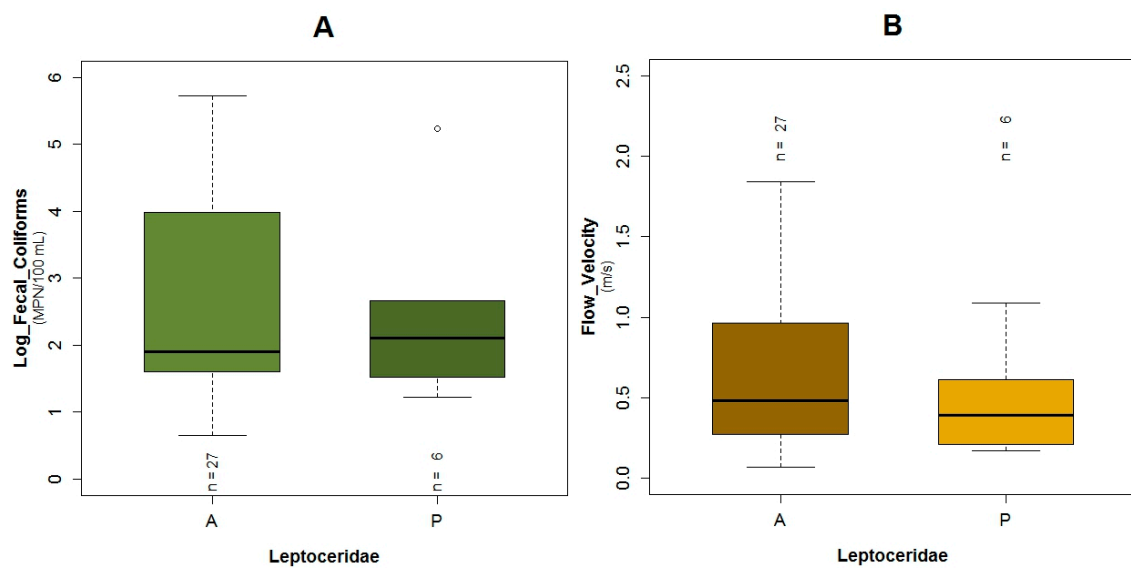 A
Log_Fecal_Coliforms
(MPN/100 mL)
6
5
4
3
2
1
0
n = 27
n = 6
A
P
Leptoceridae
B
Flow_Velocity
(m/s)
2.5
2.0
1.5
1.0
0.5
0.0
n = 27
n = 6
A
P
Leptoceridae